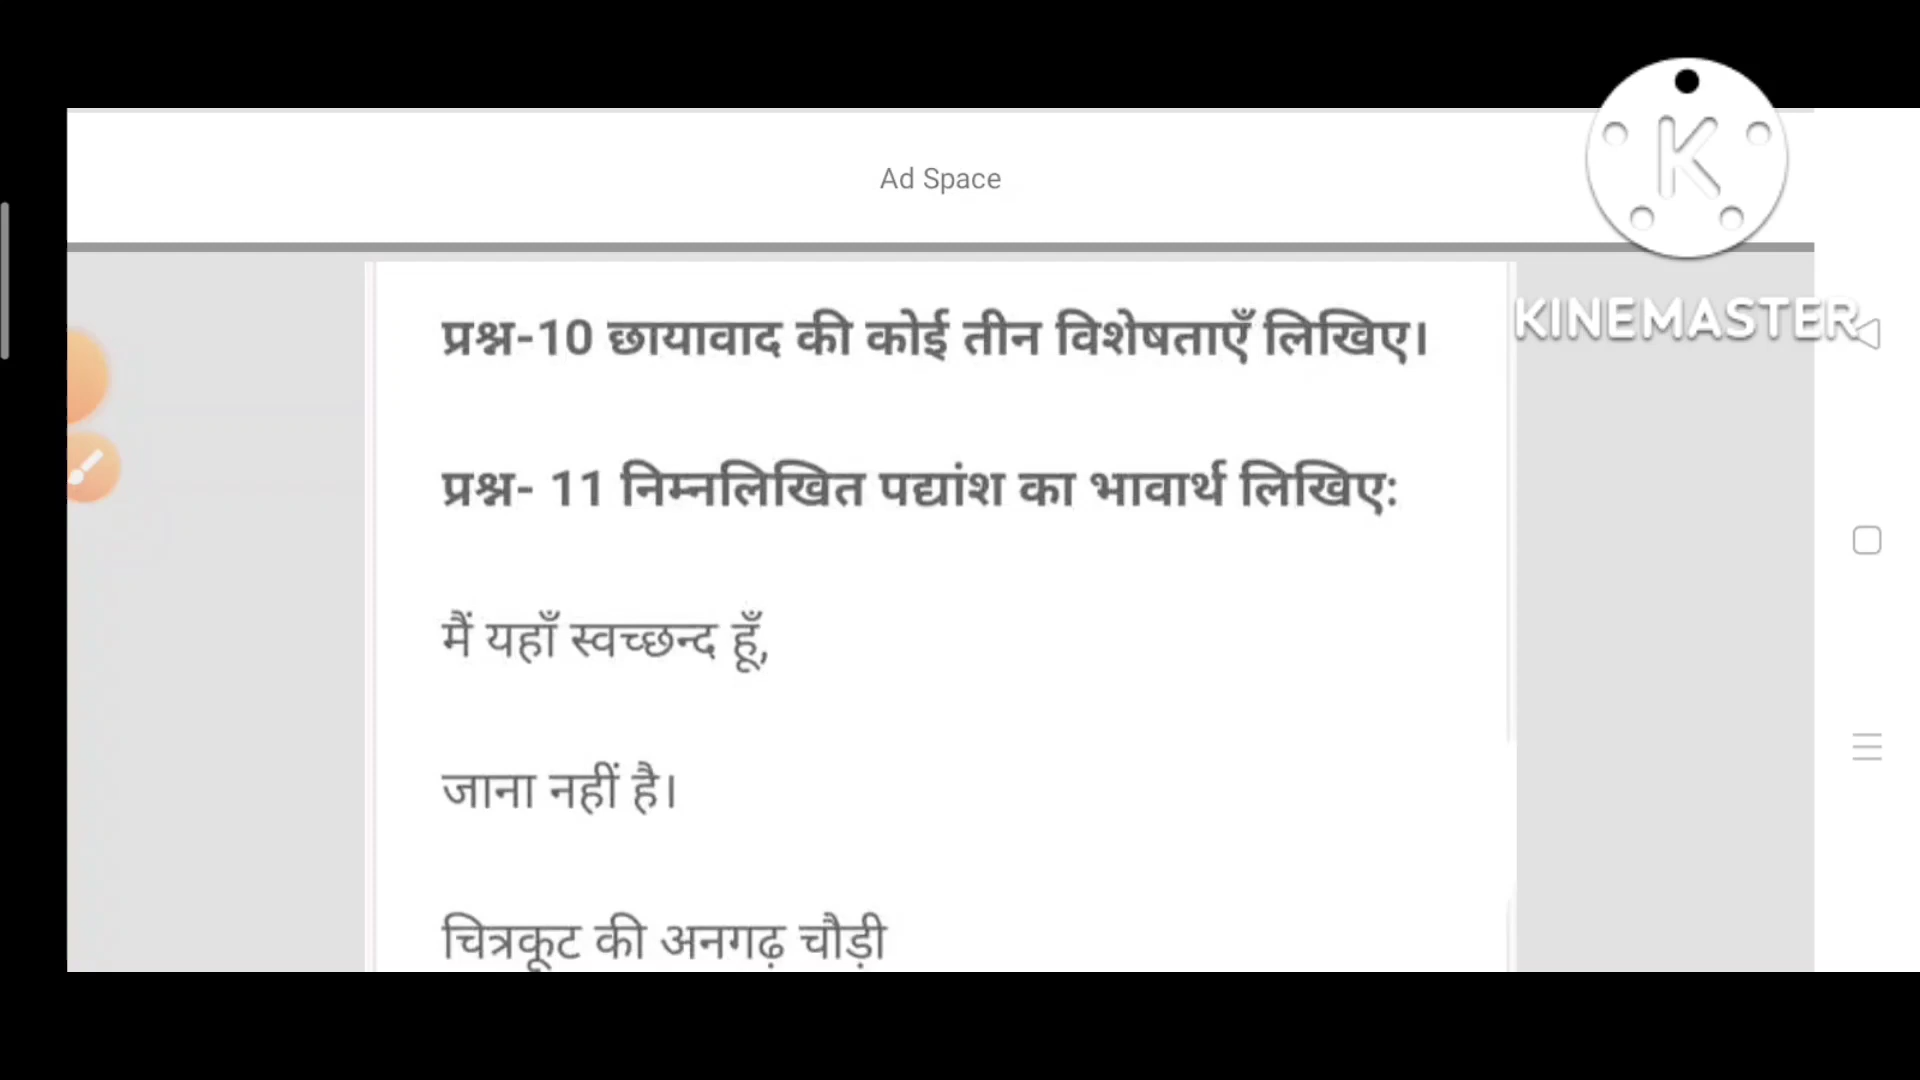 Ad Space
KINEMASTER
प्रश्न-10 छायावाद की कोई तीन विशेषताएँ लिखिए।
प्रश्न- 11 निम्नलिखित पद्यांश का भावार्थ लिखिए:
मैं यहाँ स्वच्छन्द हूँ,
जाना नहीं है।
चित्रकूट की अनगढ़ चौड़ी